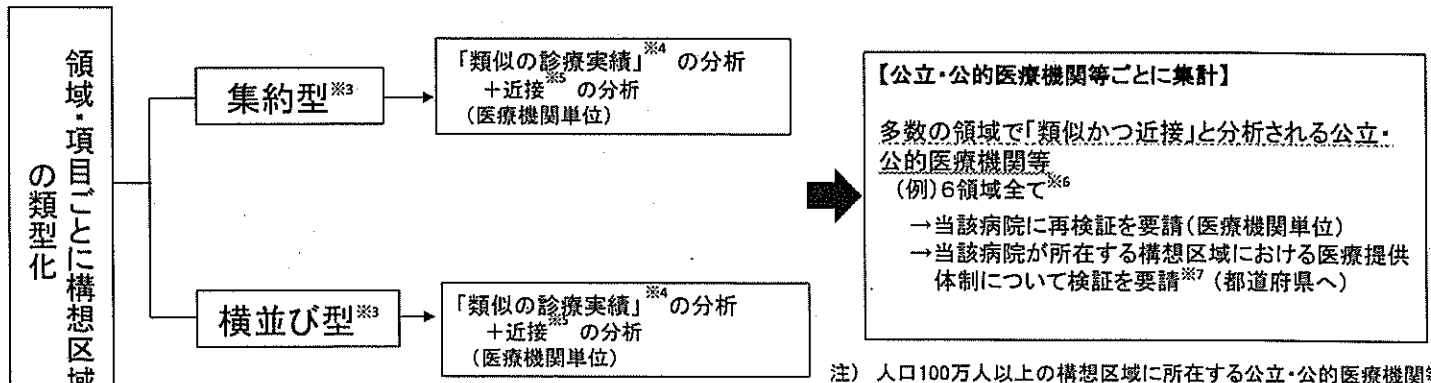 領域・項目ごとに構想区域
の類型化
集約型※3
「類似の診療実績」※4 の分析
+近接※5 の分析
(医療機関単位)
横並び型※3
「類似の診療実績」※4の分析
+近接※5 の分析
(医療機関単位)
【公立・公的医療機関等ごとに集計】
多数の領域で「類似かつ近接」と分析される公立・
公的医療機関等
(例)6領域全て※6
→当該病院に再検証を要請(医療機関単位)
→当該病院が所在する構想区域における医療提供
体制について検証を要請※7 (都道府県へ)
注) 人口100万人以上の構想区域に所在する公立・公的医療機関等